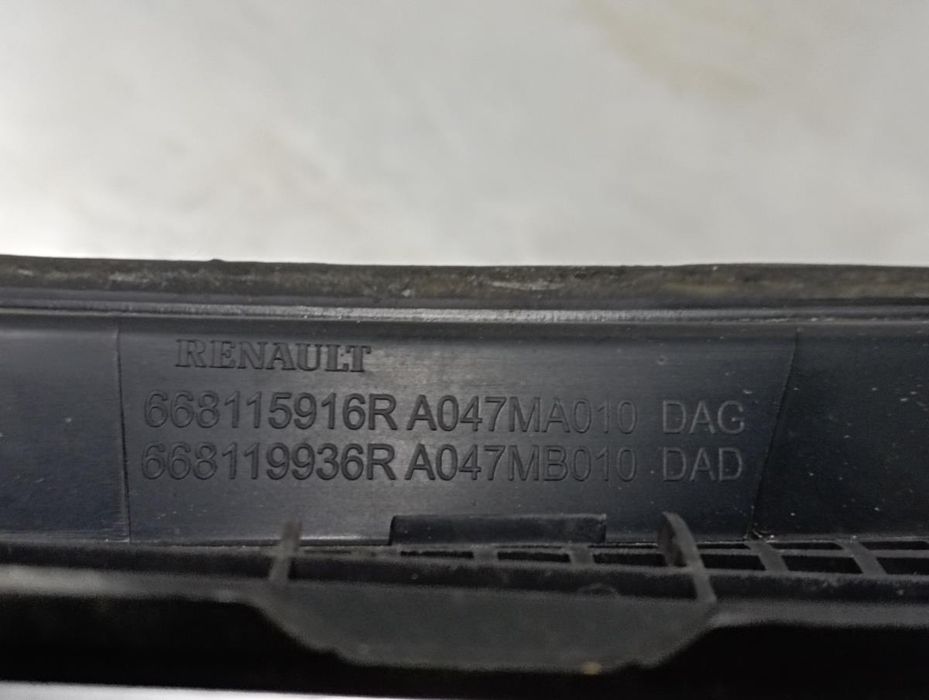 RENAULT
668115916R A047MA010 DAG
668119936R A047MB010 DAD